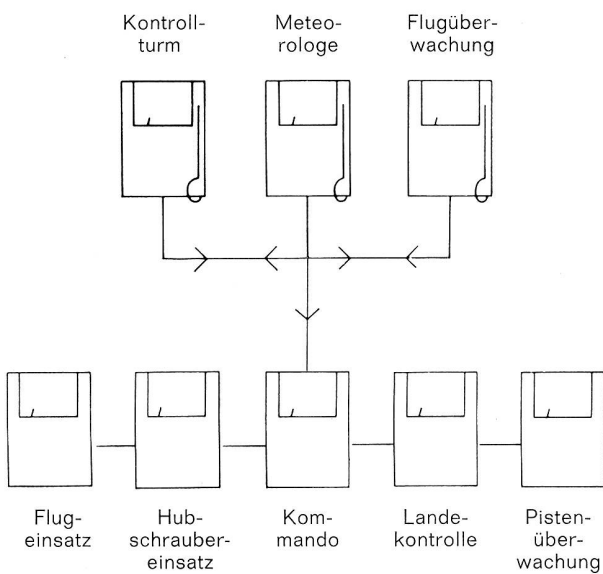 Kontroll-
turm
Meteo-
rologe
Flugüber-
wachung
Flug-
einsatz
Hub-
schrauber-
einsatz
Kom-
mando
Lande-
kontrolle
Pisten-
über-
wachung